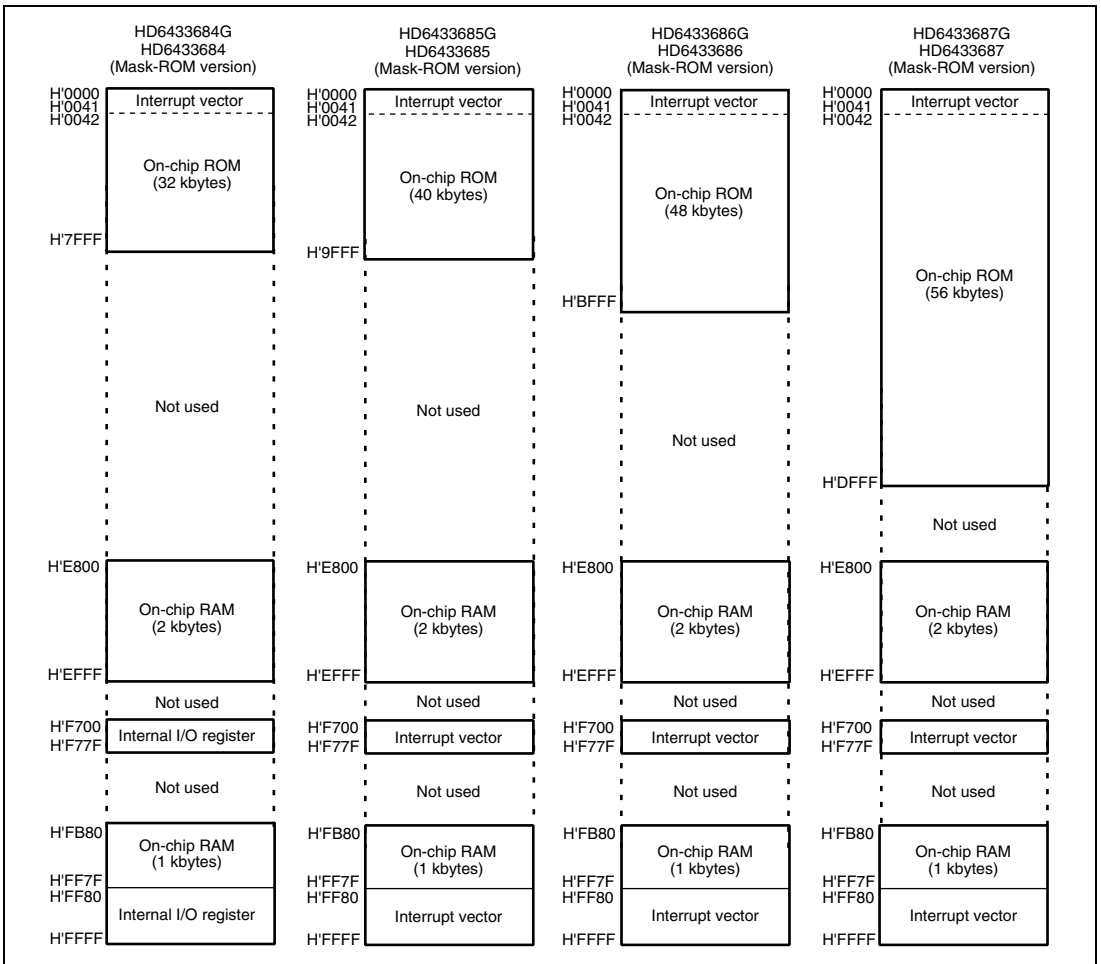 HD6433684G
HD6433684
(Mask-ROM version)
H'0000
H'0041
H'0042
Interrupt vector
On-chip ROM
(32 kbytes)
H'7FFF
Not used
H'E800
On-chip RAM
(2 kbytes)
H'EFFF
Not used
H'F700
H'F77F
Internal I/O register
Not used
H'FB80
On-chip RAM
(1 kbytes)
H'FF7F
H'FF80
Internal I/O register
H'FFFF
HD6433685G
HD6433685
(Mask-ROM version)
H'0000
H'0041
H'0042
Interrupt vector
On-chip ROM
(40 kbytes)
H'9FFF
Not used
H'E800
On-chip RAM
(2 kbytes)
H'EFFF
Not used
H'F700
H'F77F
Interrupt vector
Not used
H'FB80
On-chip RAM
(1 kbytes)
H'FF7F
H'FF80
Interrupt vector
H'FFFF
HD6433686G
HD6433686
(Mask-ROM version)
H'0000
H'0041
H'0042
Interrupt vector
On-chip ROM
(48 kbytes)
H'BFFF
Not used
H'E800
On-chip RAM
(2 kbytes)
H'EFFF
Not used
H'F700
H'F77F
Interrupt vector
Not used
H'FB80
On-chip RAM
(1 kbytes)
H'FF7F
H'FF80
Interrupt vector
H'FFFF
HD6433687G
HD6433687
(Mask-ROM version)
H'0000
H'0041
H'0042
Interrupt vector
On-chip ROM
(56 kbytes)
H'DFFF
Not used
H'E800
On-chip RAM
(2 kbytes)
H'EFFF
Not used
H'F700
H'F77F
Interrupt vector
Not used
H'FB80
On-chip RAM
(1 kbytes)
H'FF7F
H'FF80
Interrupt vector
H'FFFF